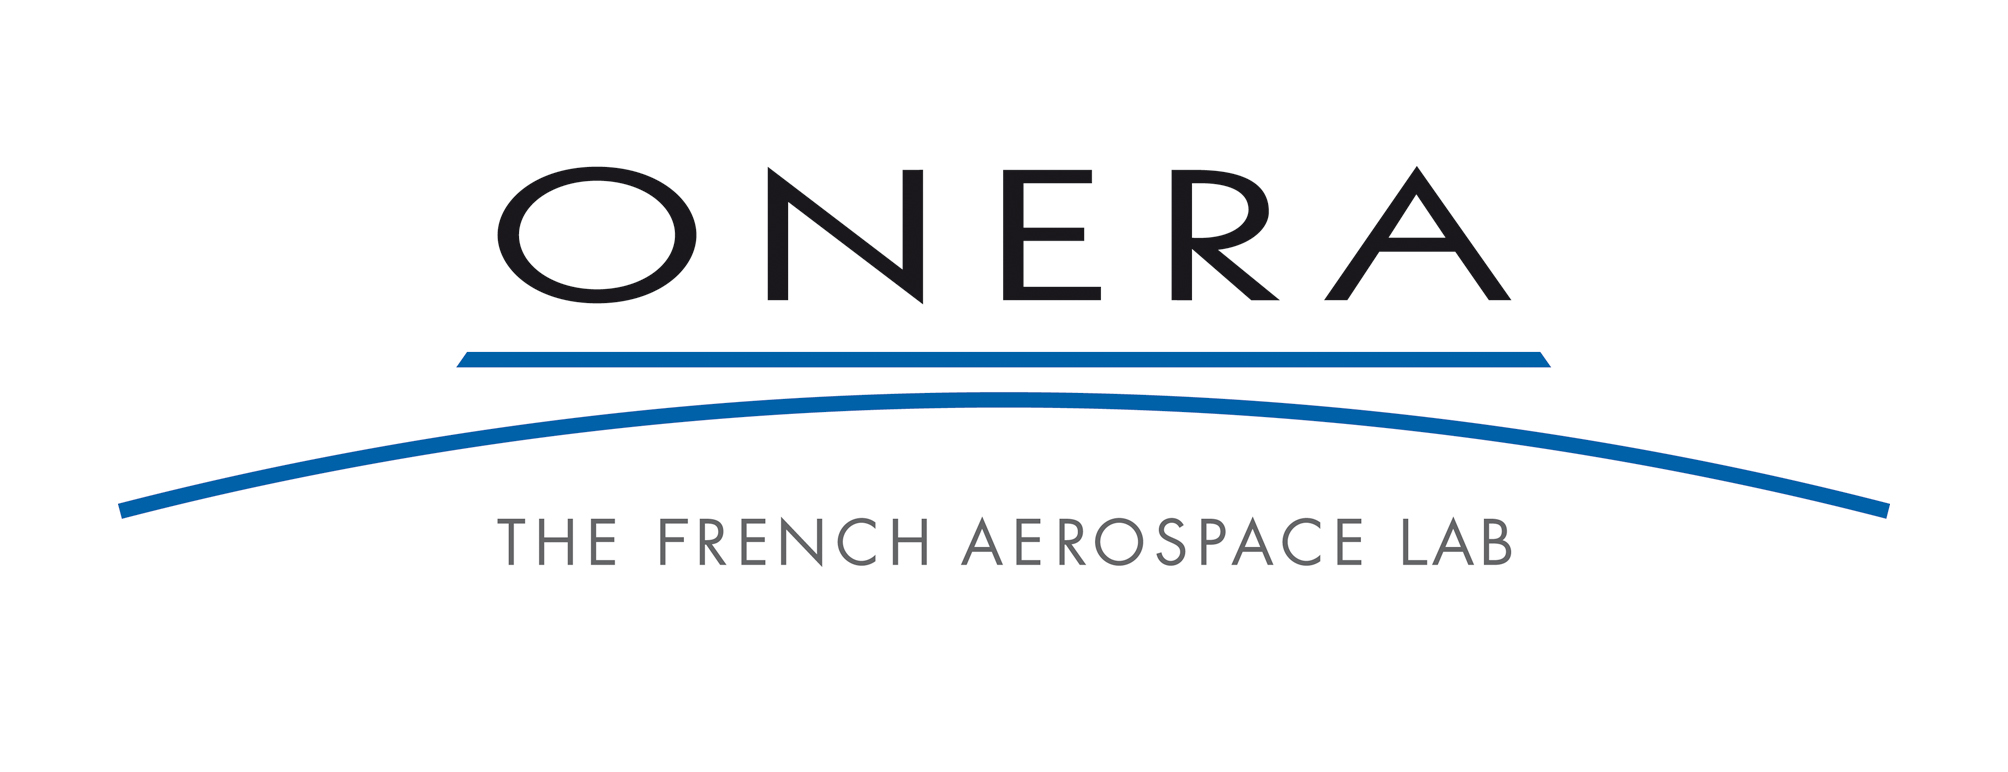 ONERA
THE FRENCH AEROSPACE LAB